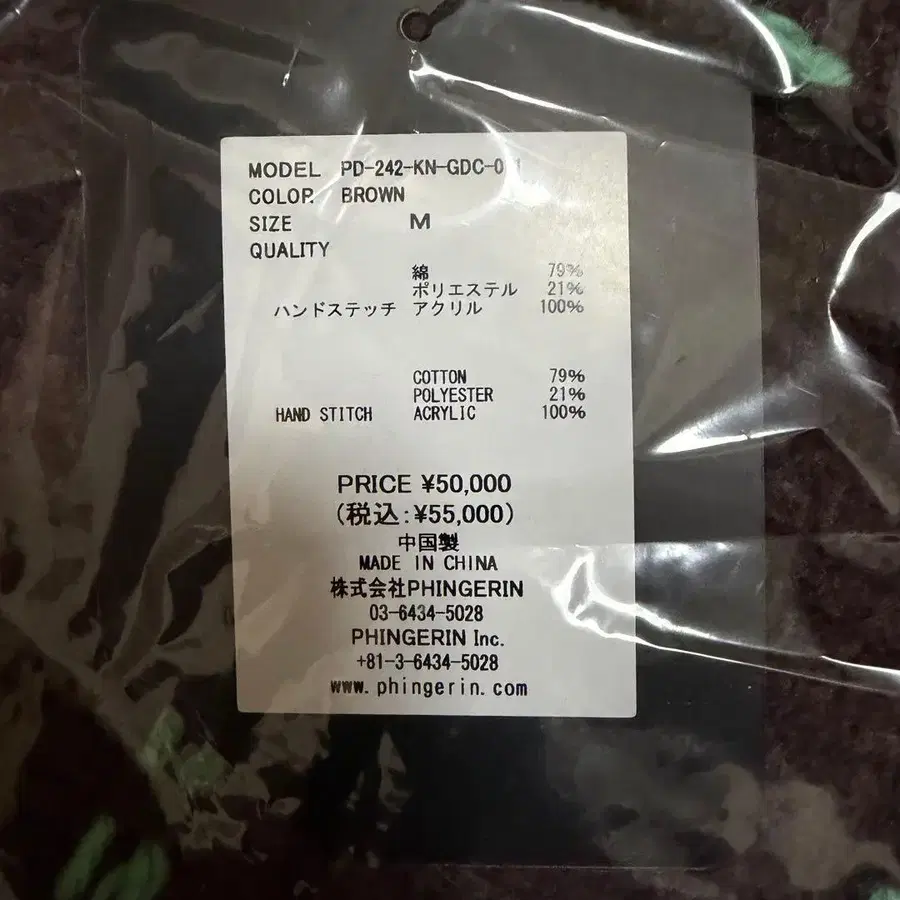 MODEL PD-242-KN-GDC-0 1
COLOR. BROWN
SIZE M
QUALITY
綿 79%
ポリエステル 21%
ハンドステッチ アクリル 100%
COTTON 79%
POLYESTER 21%
HAND STITCH ACRYLIC 100%
PRICE ¥50,000
(税込:¥55,000)
中国製
MADE IN CHINA
株式会社PHINGERIN
03-6434-5028
PHINGERIN Inc.
+81-3-6434-5028
www.phingerin.com